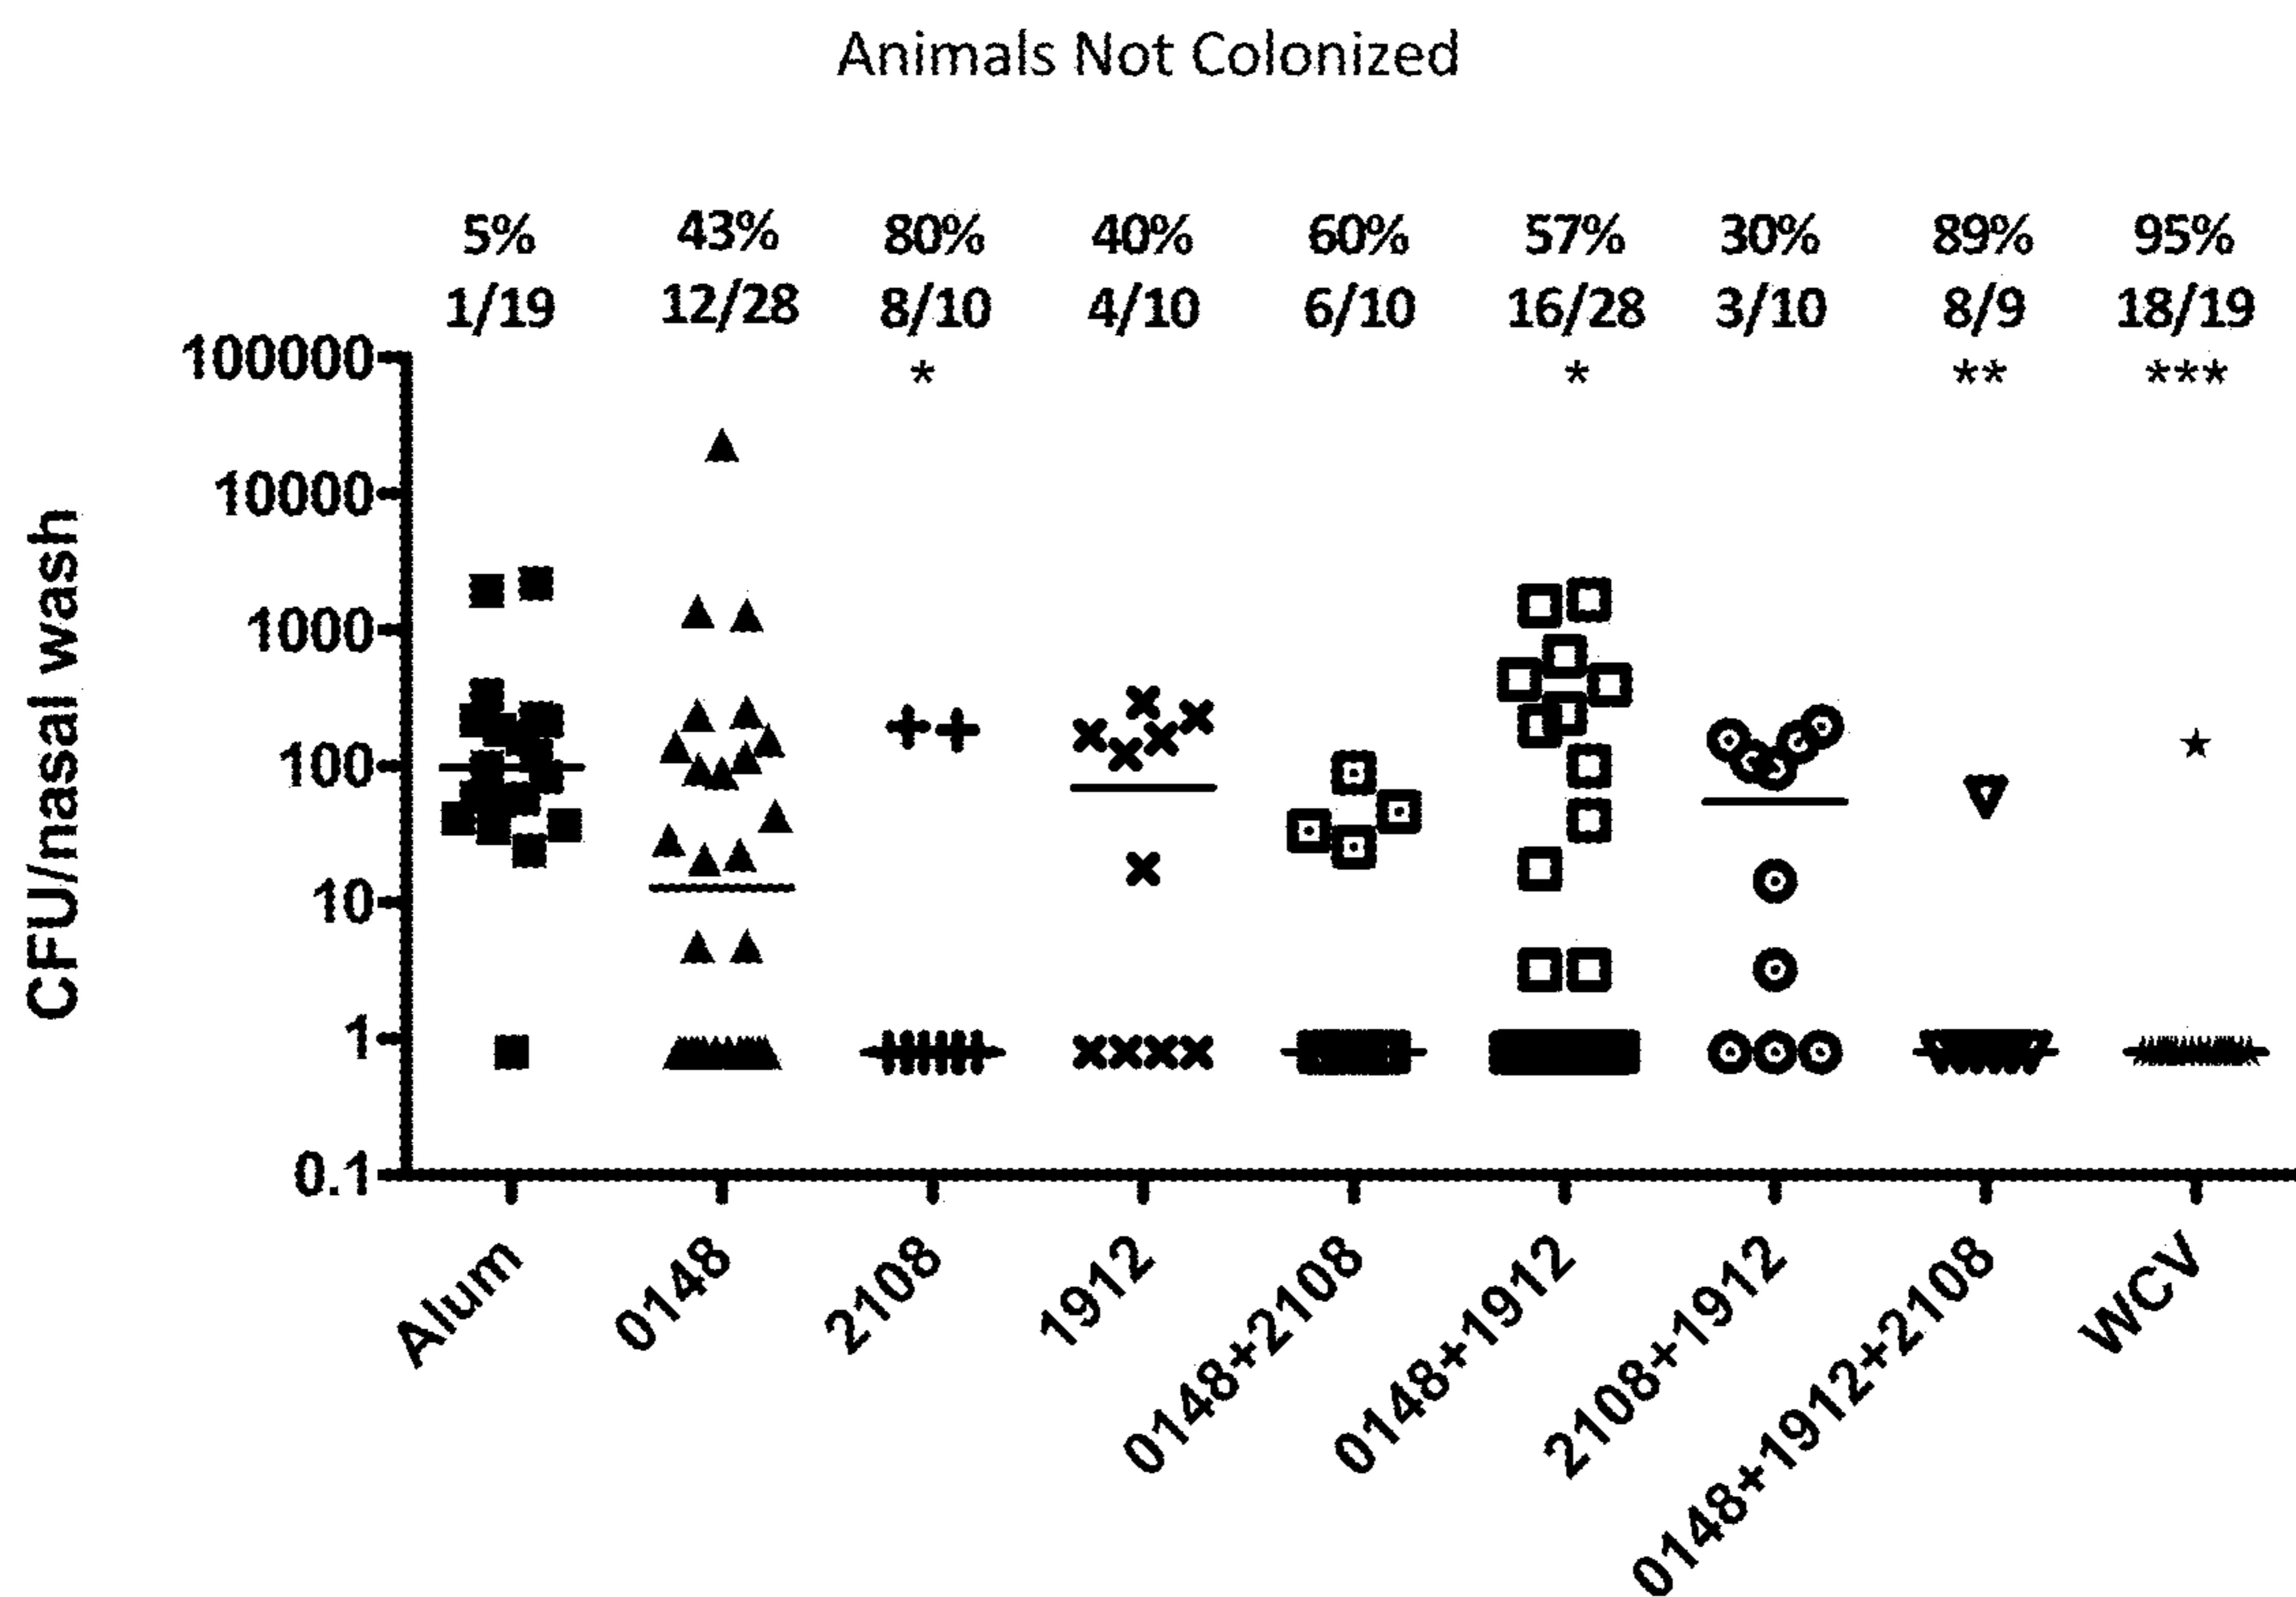 Animals Not Colonized
5% 43% 80% 40% 60% 57% 30% 89% 95%
1/19 12/28 8/10 4/10 6/10 16/28 3/10 8/9 18/19
* * ** ***
CFU/nasal wash
100000
10000
1000
100
10
1
0.1
Alum
0148
2108
1912
0148+2108
0148+1912
2108+1912
0148+1912+2108
WCV